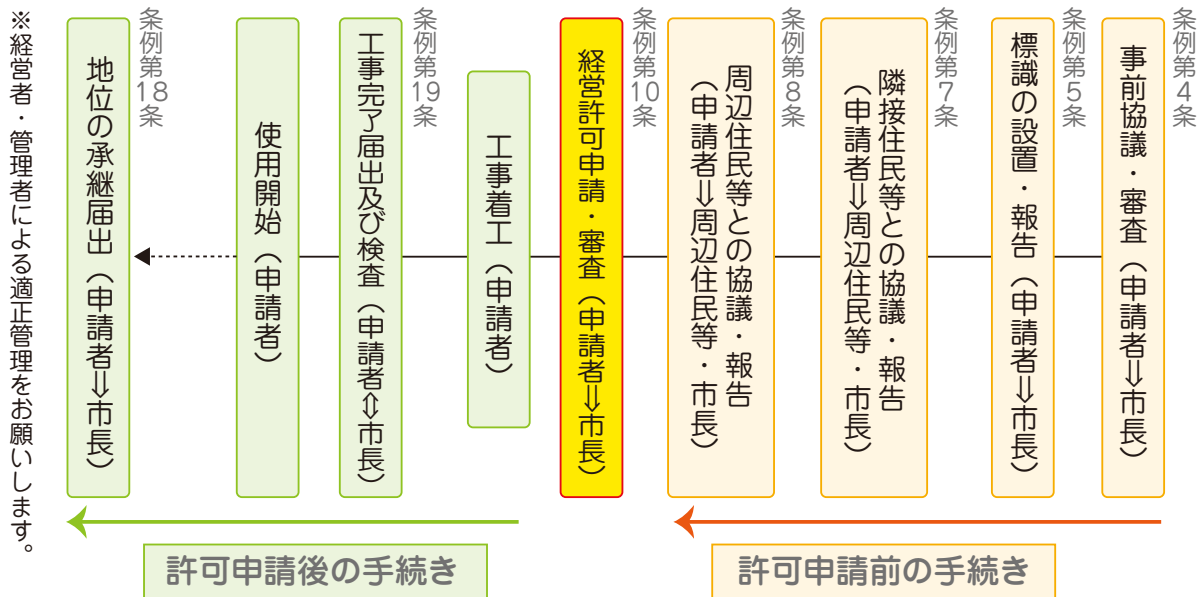 条例第4条
事前協議・審査（申請者⇒市長）
条例第5条
標識の設置・報告（申請者⇒市長）
条例第7条
隣接住民等との協議・報告
（申請者⇒周辺住民等・市長）
条例第8条
周辺住民等との協議・報告
（申請者⇒周辺住民等・市長）
条例第10条
経営許可申請・審査（申請者⇒市長）
工事着工（申請者）
条例第19条
工事完了届出及び検査（申請者⇔市長）
使用開始（申請者）
条例第18条
地位の承継届出（申請者⇒市長）
※経営者・管理者による適正管理をお願いします。
許可申請前の手続き
許可申請後の手続き